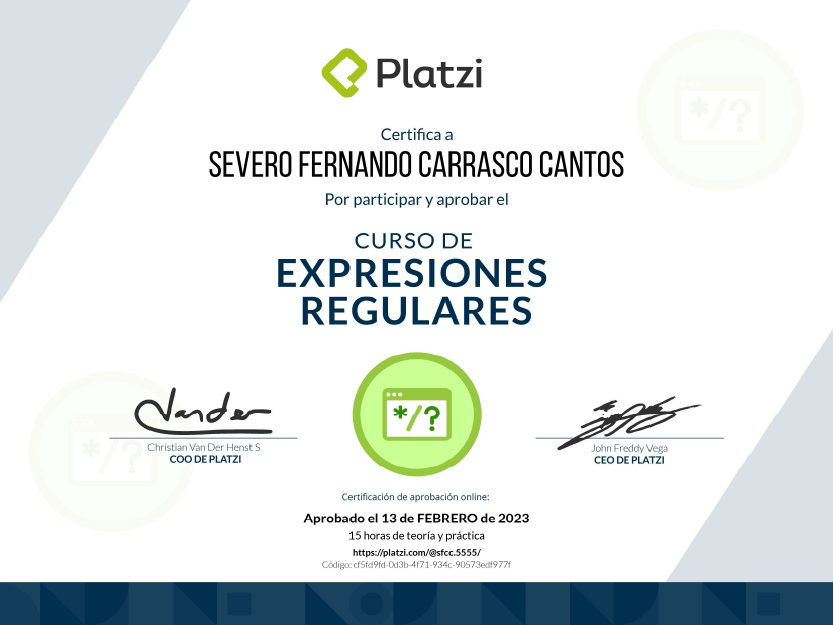 Platzi
Certifica a
SEVERO FERNANDO CARRASCO CANTOS
Por participar y aprobar el
CURSO DE
EXPRESIONES
REGULARES
*/?
Christian Van Der Henst S
COO DE PLATZI
John Freddy Vega
CEO DE PLATZI
Certificación de aprobación online:
Aprobado el 13 de FEBRERO de 2023
15 horas de teoría y práctica
https://platzi.com/@sfcc.5555/
Código: cf5fd9fd-0d3b-4f71-934c-90573edf977f